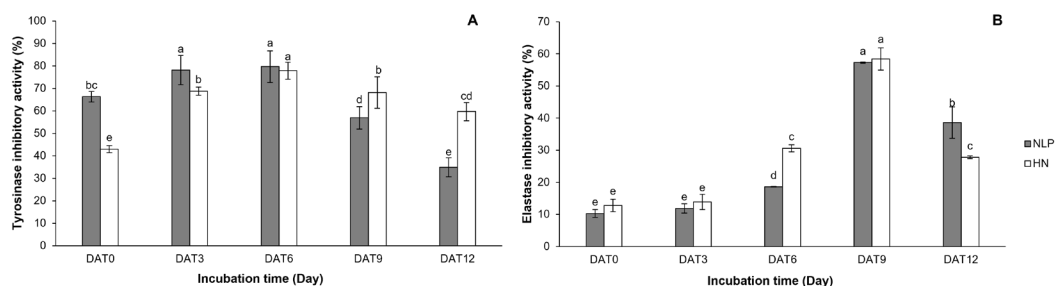 A
Tyrosinase inhibitory activity (%)
100
90
80
70
60
50
40
30
20
10
0
bc
e
a
b
a
a
d
b
e
cd
DAT0 DAT3 DAT6 DAT9 DAT12
Incubation time (Day)
B
Elastase inhibitory activity (%)
70
60
50
40
30
20
10
0
e
e
e
e
d
c
a
a
b
c
DAT0 DAT3 DAT6 DAT9 DAT12
Incubation time (Day)
NLP
HN